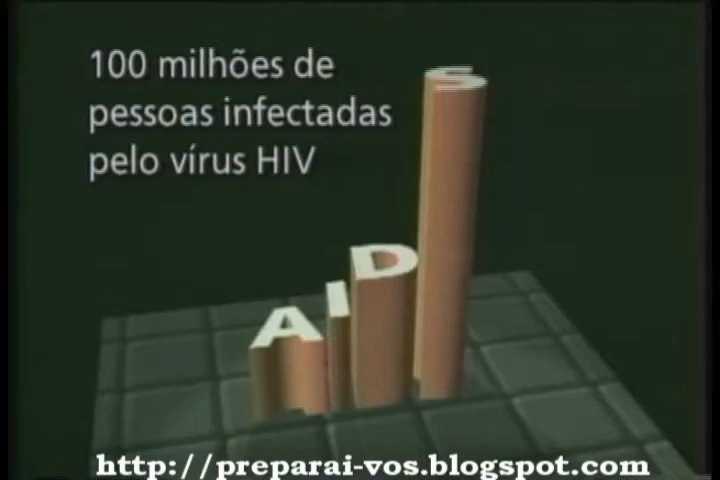 100 milhões de
pessoas infectadas
pelo vírus HIV
AIDS
http://preparai-vos.blogspot.com